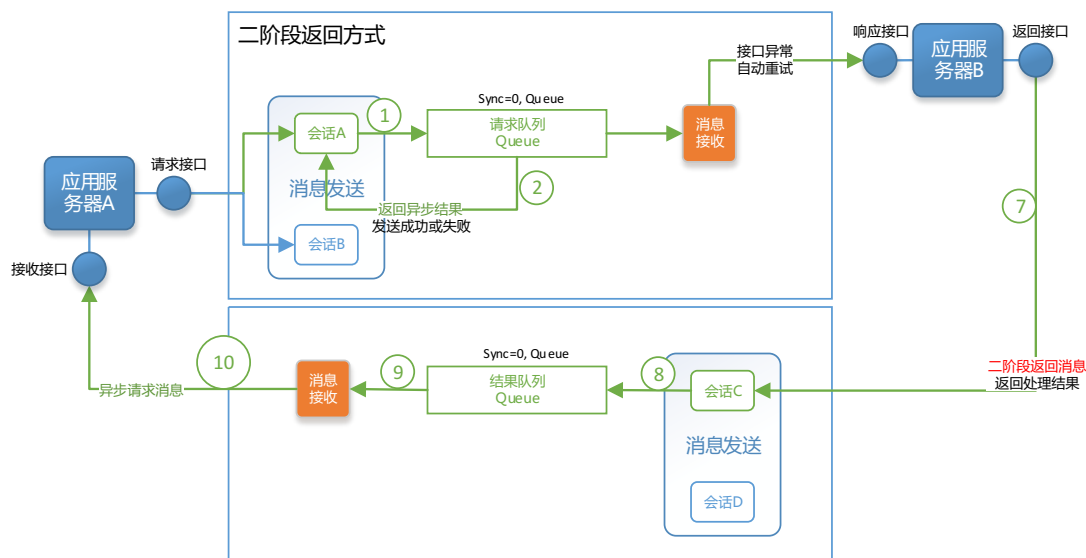 二阶段返回方式
响应接口
应用服
务器B
返回接口
接口异常
自动重试
Sync=0, Queue
会话A
1
请求队列
Queue
消息
接收
请求接口
应用服
务器A
消息发送
2
返回异步结果
发送成功或失败
7
会话B
接收接口
10
异步请求消息
消息
接收
9
Sync=0, Queue
结果队列
Queue
8
会话C
二阶段返回消息
返回处理结果
消息发送
会话D